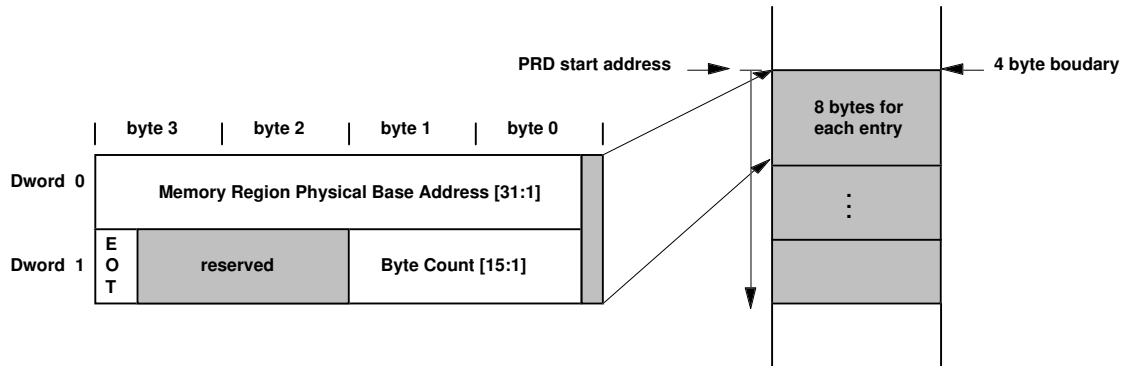 PRD start address
4 byte boudary
8 bytes for
each entry
byte 3 byte 2 byte 1 byte 0
Dword 0
Memory Region Physical Base Address [31:1]
Dword 1
E
O
T
reserved
Byte Count [15:1]